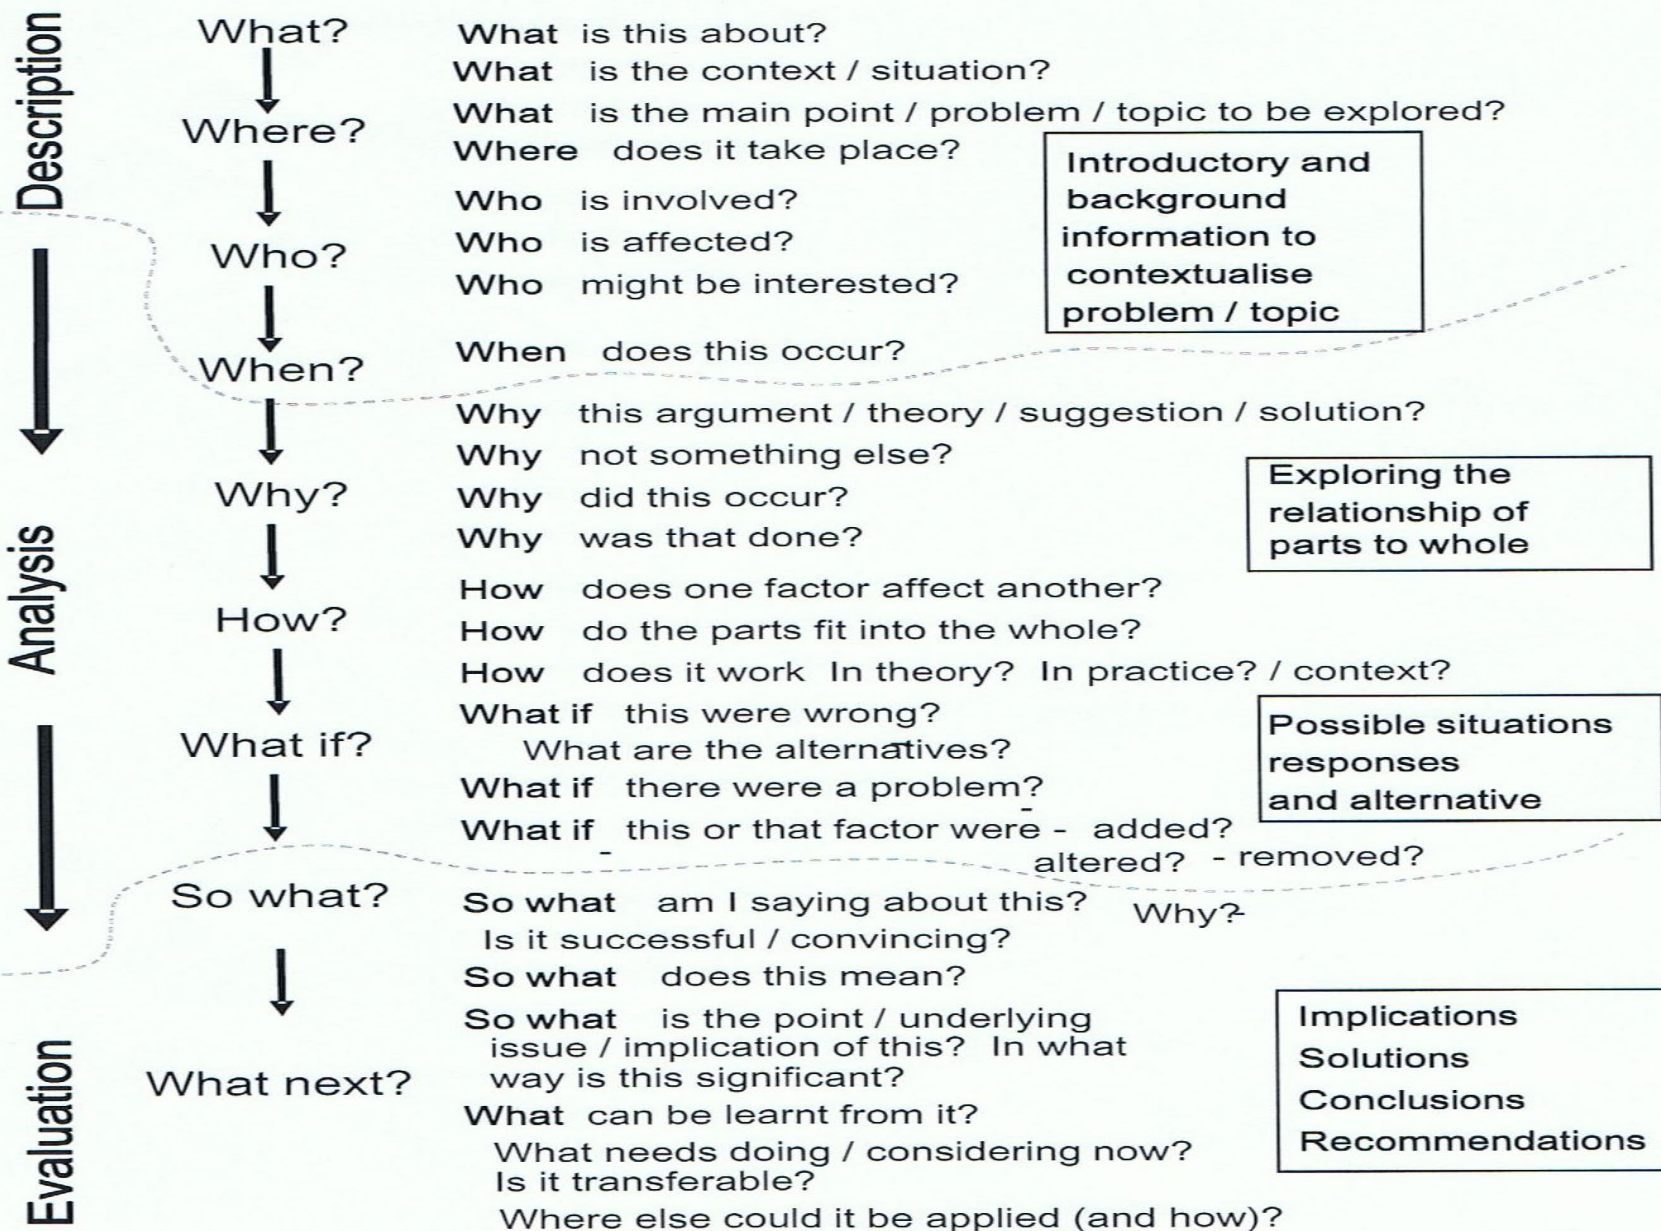 Description
What?
What is this about?
What is the context / situation?
What is the main point / problem / topic to be explored?
Where?
Where does it take place?
Introductory and
background
information to
contextualise
problem / topic
Who is involved?
Who?
Who is affected?
Who might be interested?
When?
When does this occur?
Analysis
Why this argument / theory / suggestion / solution?
Why not something else?
Why?
Why did this occur?
Why was that done?
Exploring the
relationship of
parts to whole
How does one factor affect another?
How?
How do the parts fit into the whole?
How does it work In theory? In practice? / context?
What if this were wrong?
What if?
What are the alternatives?
What if there were a problem?
What if this or that factor were - added?
altered? - removed?
Possible situations
responses
and alternative
Evaluation
So what?
So what am I saying about this? Why?
Is it successful / convincing?
So what does this mean?
So what is the point / underlying
issue / implication of this? In what
way is this significant?
What next?
What can be learnt from it?
What needs doing / considering now?
Is it transferable?
Where else could it be applied (and how)?
Implications
Solutions
Conclusions
Recommendations